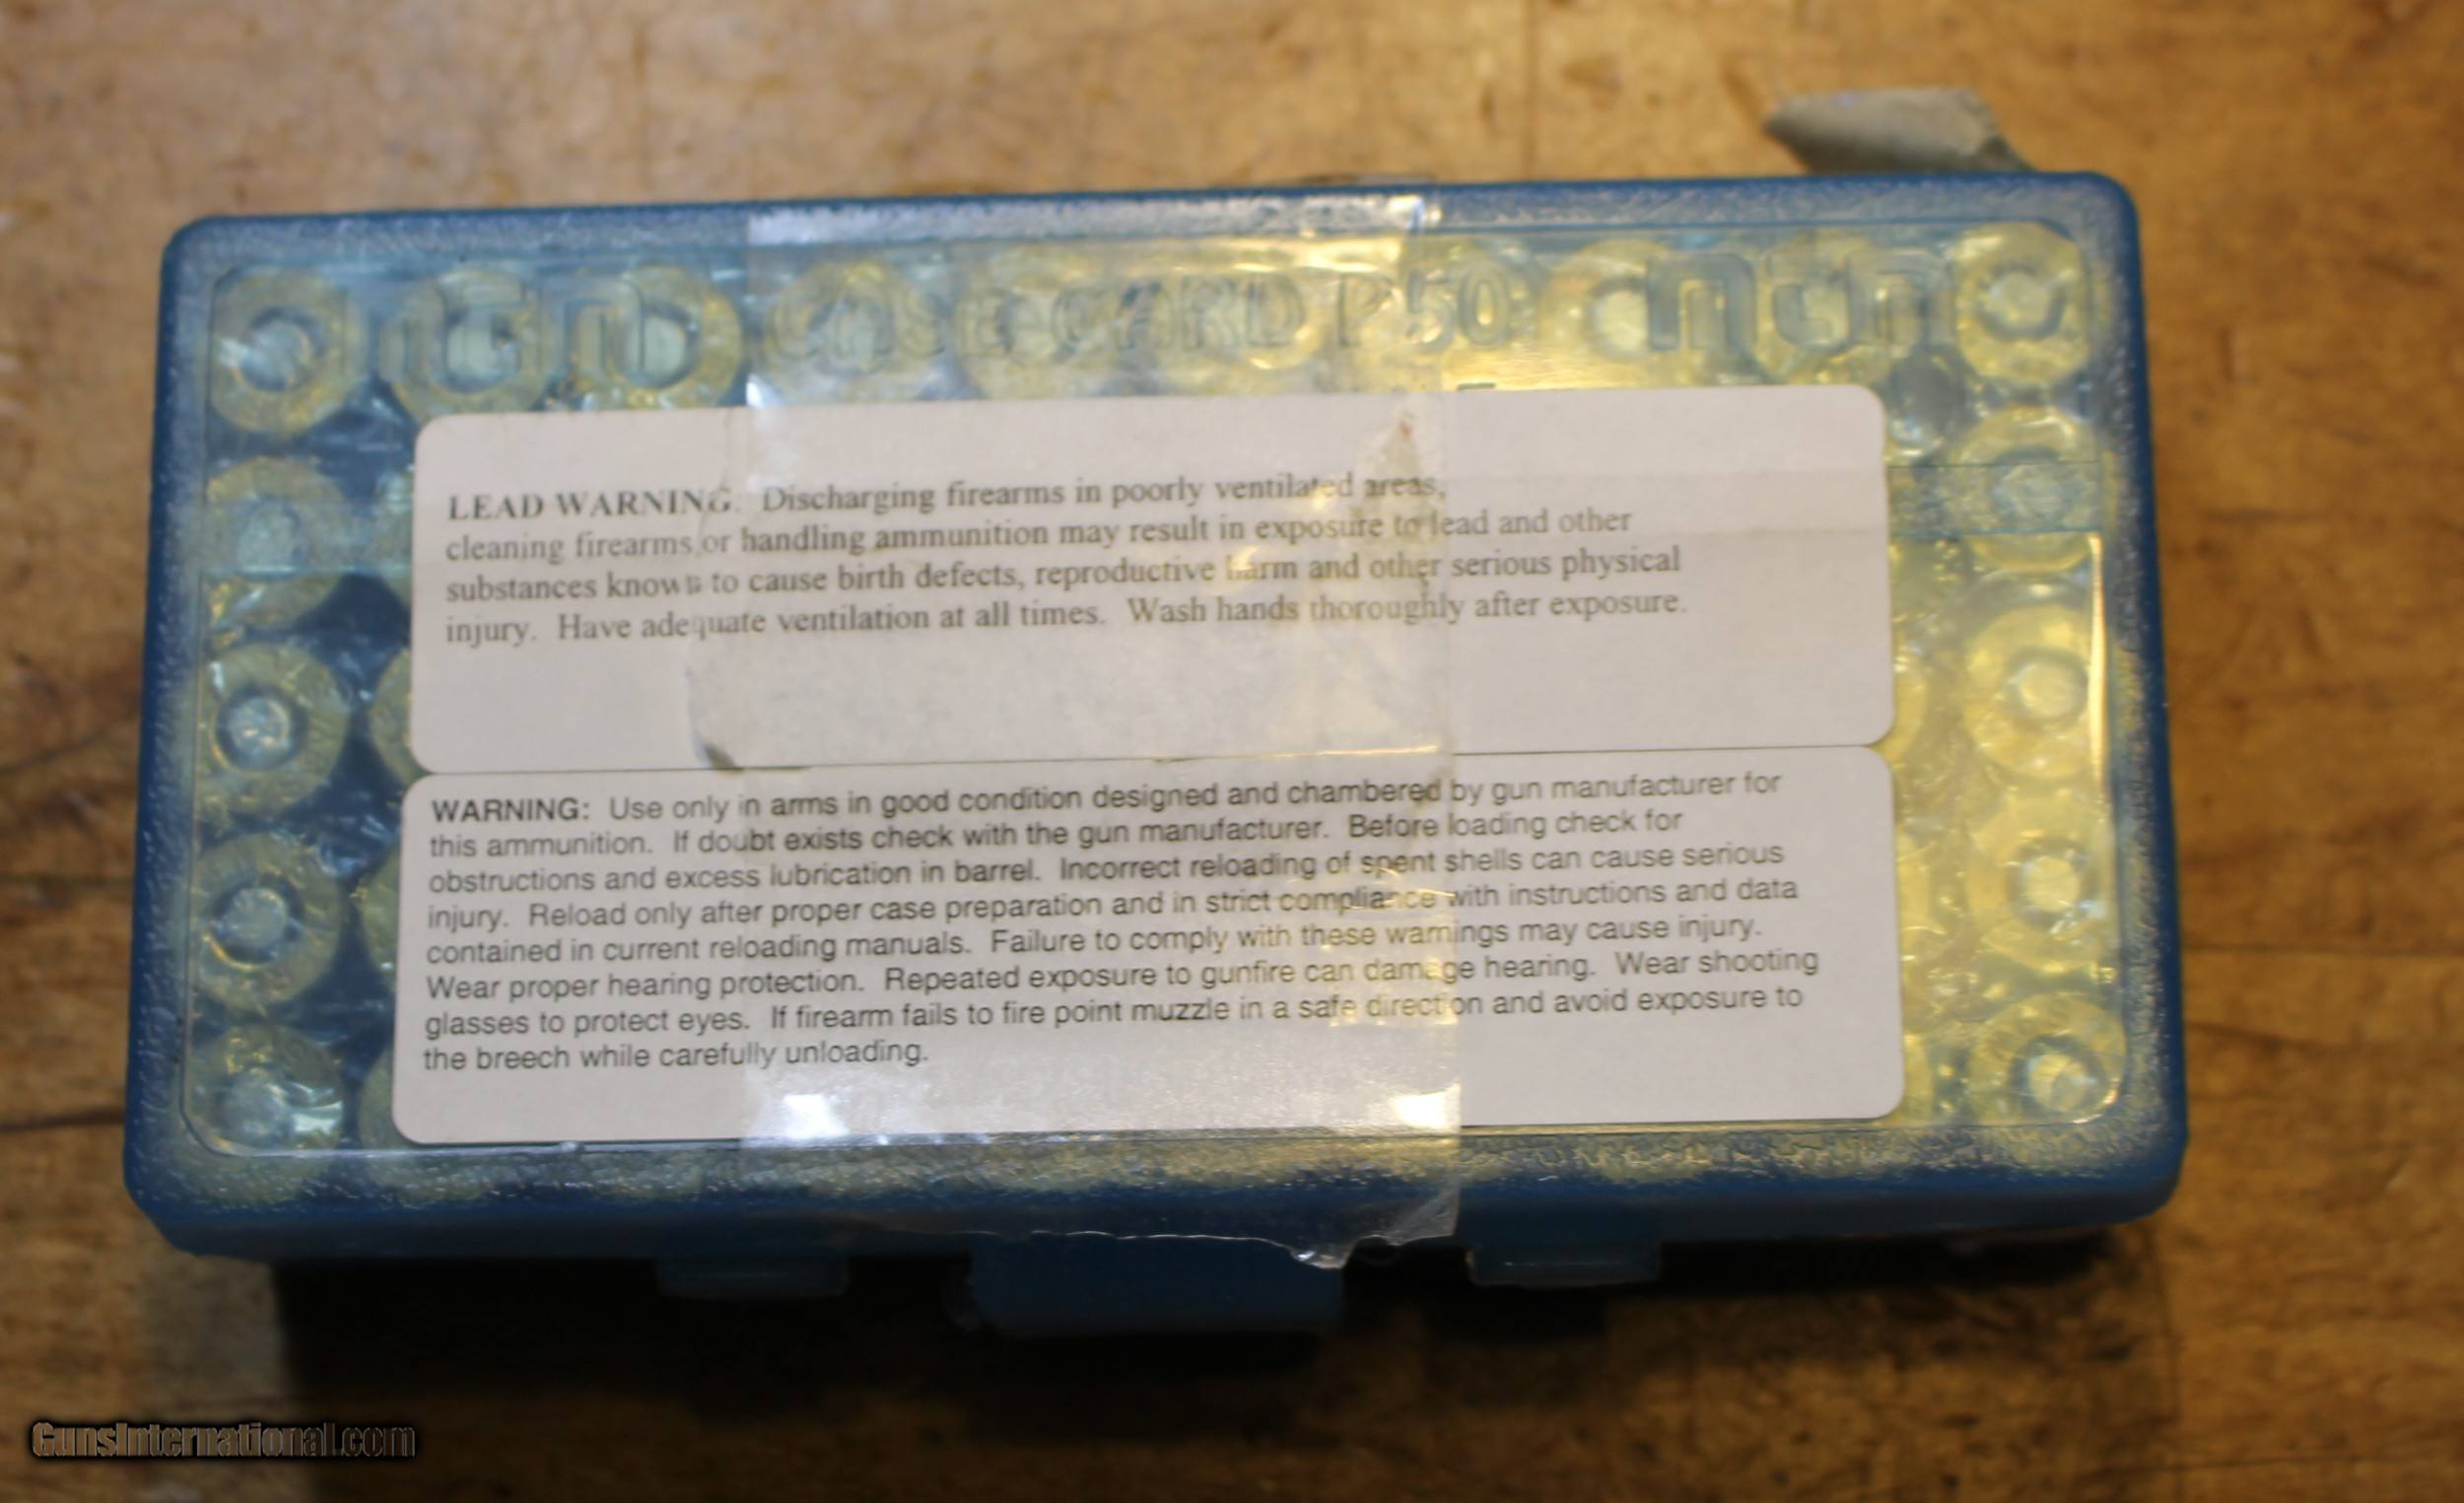 mtm CASE-GARD P-50 mtm
LEAD WARNING: Discharging firearms in poorly ventilated areas,
cleaning firearms or handling ammunition may result in exposure to lead and other
substances known to cause birth defects, reproductive harm and other serious physical
injury. Have adequate ventilation at all times. Wash hands thoroughly after exposure.
WARNING: Use only in arms in good condition designed and chambered by gun manufacturer for
this ammunition. If doubt exists check with the gun manufacturer. Before loading check for
obstructions and excess lubrication in barrel. Incorrect reloading of spent shells can cause serious
injury. Reload only after proper case preparation and in strict compliance with instructions and data
contained in current reloading manuals. Failure to comply with these warnings may cause injury.
Wear proper hearing protection. Repeated exposure to gunfire can damage hearing. Wear shooting
glasses to protect eyes. If firearm fails to fire point muzzle in a safe direction and avoid exposure to
the breech while carefully unloading.
GunsInternational.com